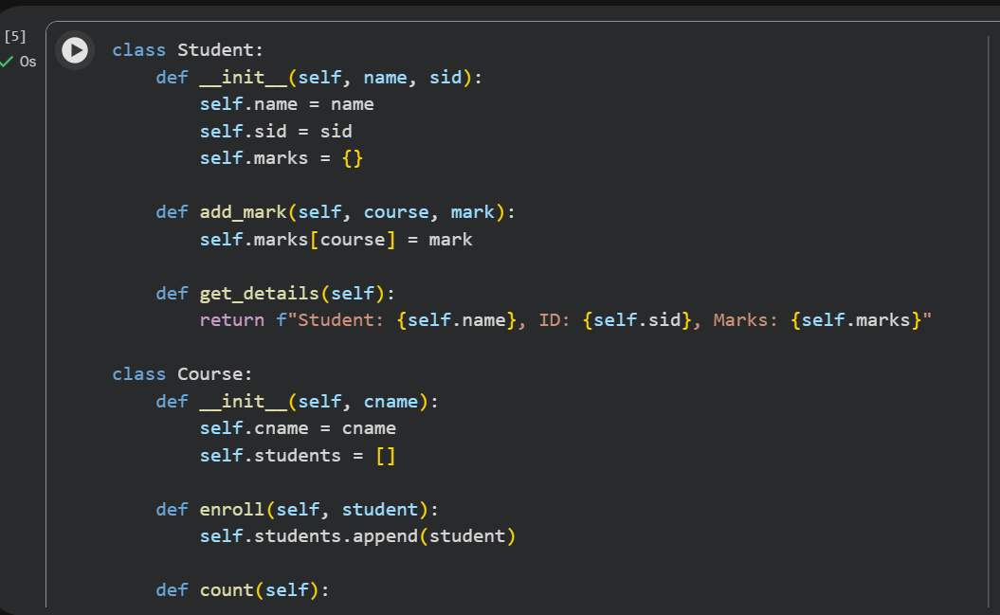 [5]
0s
class Student:
    def __init__(self, name, sid):
        self.name = name
        self.sid = sid
        self.marks = {}

    def add_mark(self, course, mark):
        self.marks[course] = mark

    def get_details(self):
        return f"Student: {self.name}, ID: {self.sid}, Marks: {self.marks}"

class Course:
    def __init__(self, cname):
        self.cname = cname
        self.students = []

    def enroll(self, student):
        self.students.append(student)

    def count(self):